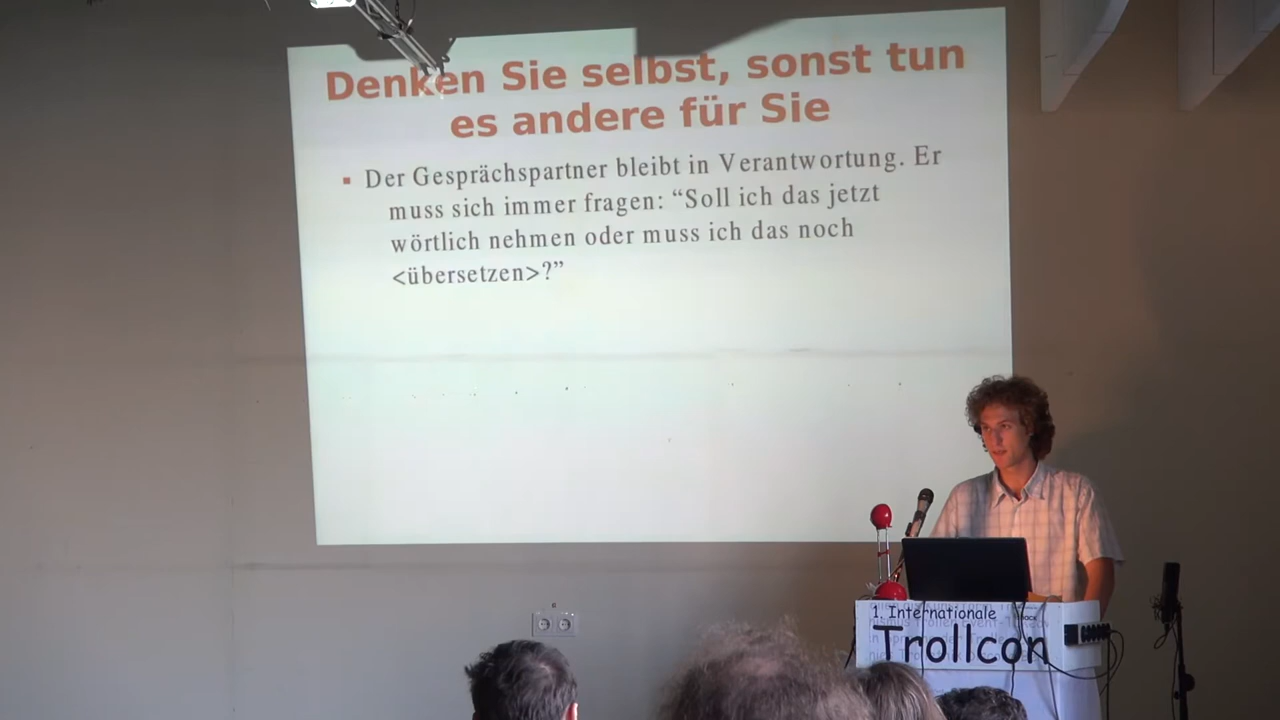 Denken Sie selbst, sonst tun
es andere für Sie
▪ Der Gesprächspartner bleibt in Verantwortung. Er
muss sich immer fragen: “Soll ich das jetzt
wörtlich nehmen oder muss ich das noch
<übersetzen>?”
1. Internationale
Trollcon